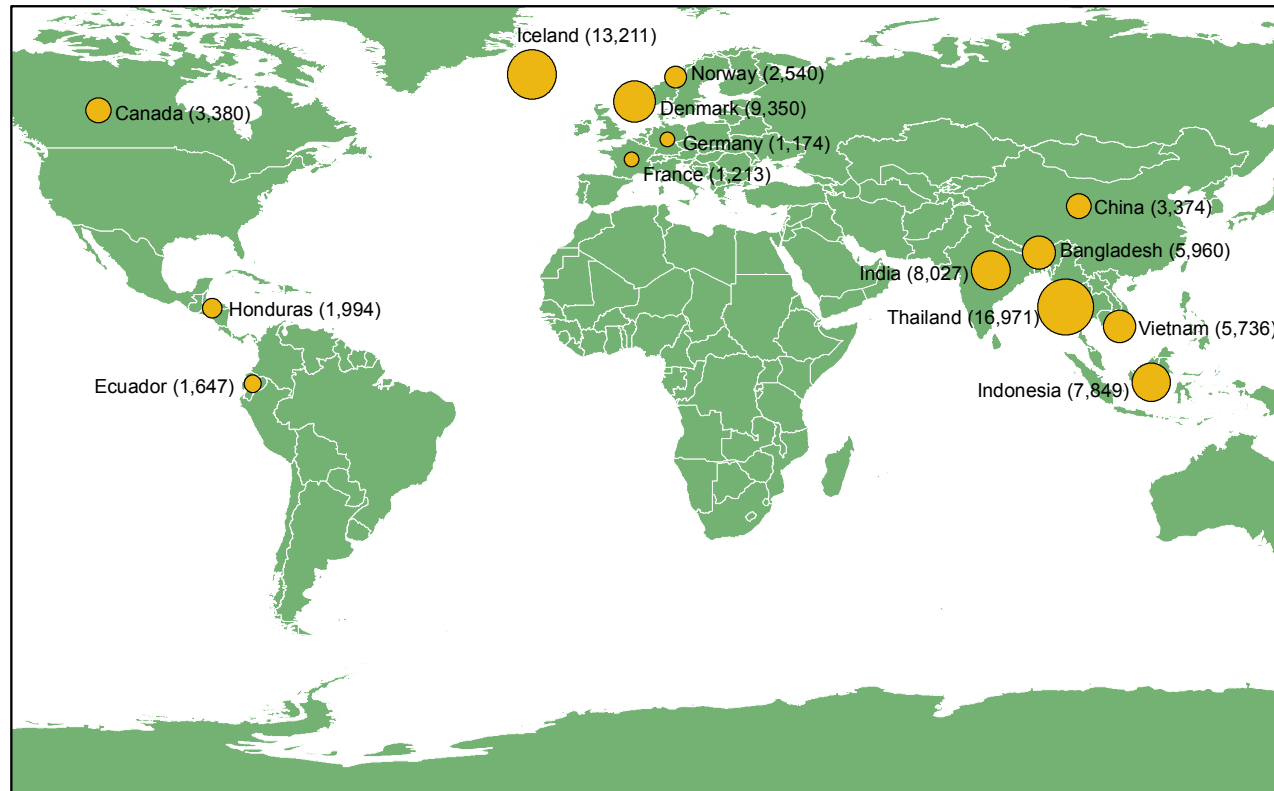 Iceland (13,211)
Norway (2,540)
Canada (3,380)
Denmark (9,350)
Germany (1,174)
France (1,213)
China (3,374)
Bangladesh (5,960)
India (8,027)
Honduras (1,994)
Thailand (16,971)
Vietnam (5,736)
Ecuador (1,647)
Indonesia (7,849)